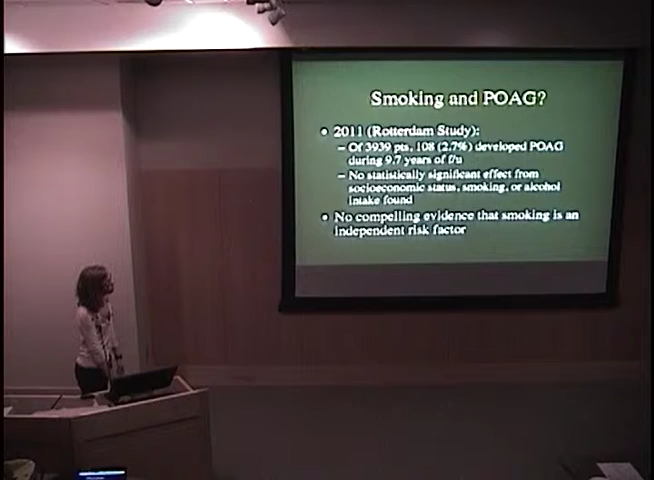 Smoking and POAG?
• 2011 (Rotterdam Study):
– Of 3939 pts, 108 (2.7%) developed POAG
during 9.7 years of f/u
– No statistically significant effect from
socioeconomic status, smoking, or alcohol
intake found
• No compelling evidence that smoking is an
independent risk factor